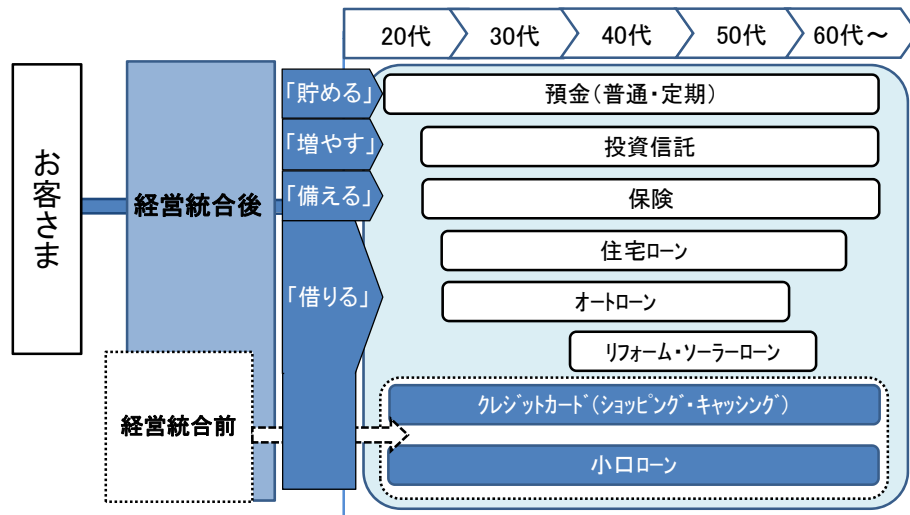 20代
30代
40代
50代
60代～
お客さま
経営統合後
経営統合前
「貯める」
預金（普通・定期）
「増やす」
投資信託
「備える」
保険
「借りる」
住宅ローン
オートローン
リフォーム・ソーラーローン
クレジットカード（ショッピング・キャッシング）
小口ローン